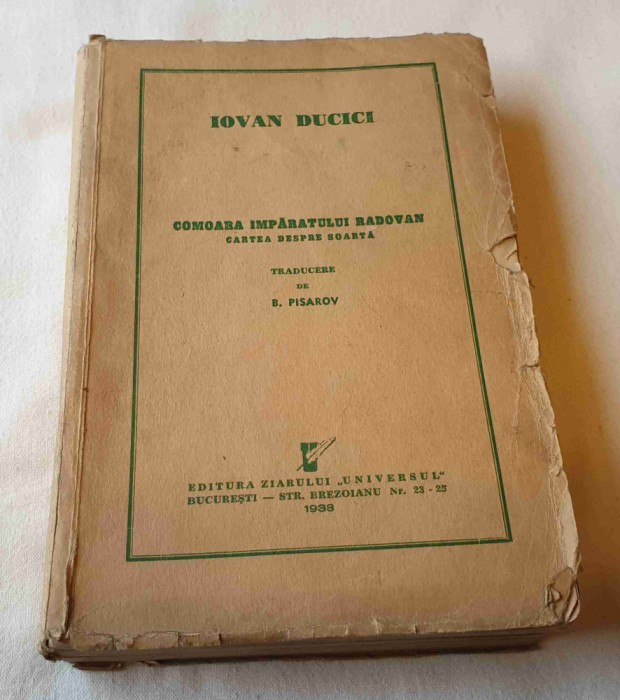 IOVAN DUCICI
COMOARA IMPĂRATULUI RADOVAN
CARTEA DESPRE SOARTĂ
TRADUCERE
DE
B. PISAROV
EDITURA ZIARULUI „UNIVERSUL“
BUCUREȘTI — STR. BREZOIANU Nr. 23 - 25
1938